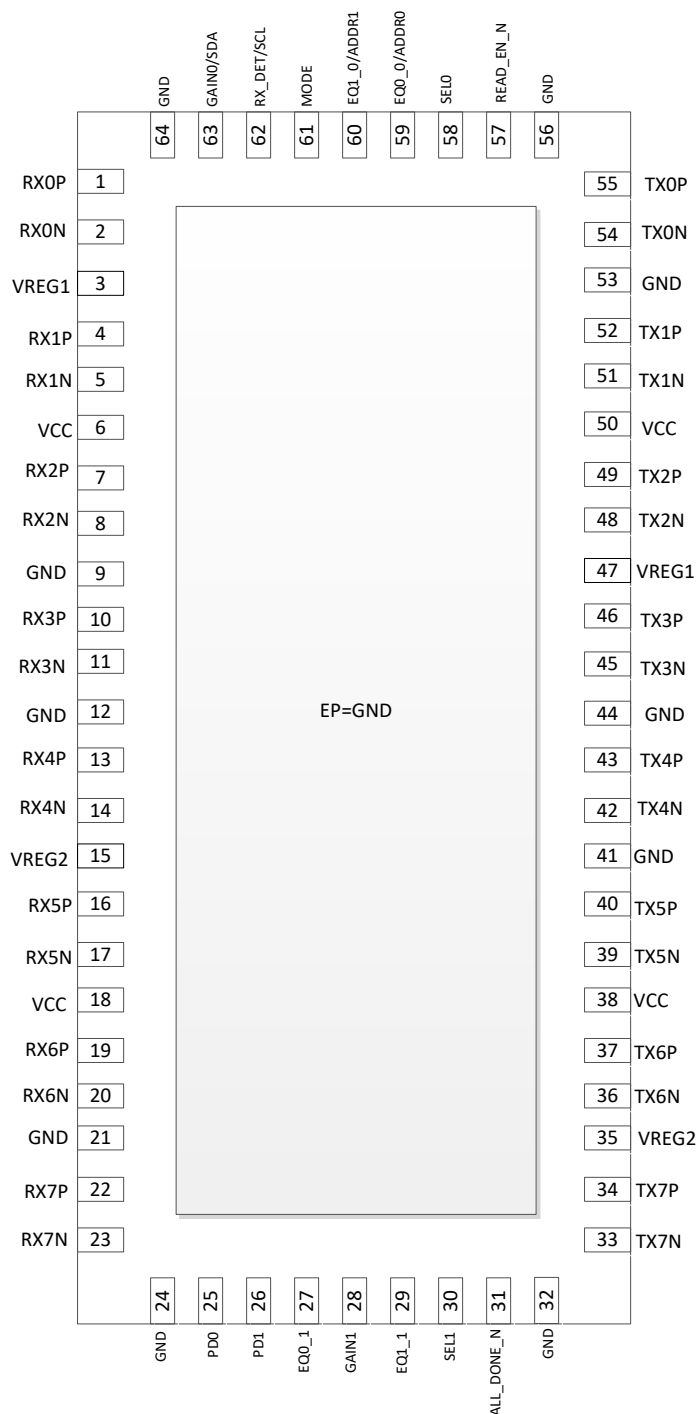 GND
GAIN0/SDA
RX_DET/SCL
MODE
EQ1_0/ADDR1
EQ0_0/ADDR0
SEL0
READ_EN_N
GND
64
63
62
61
60
59
58
57
56
RX0P 1
55 TX0P
RX0N 2
54 TX0N
VREG1 3
53 GND
RX1P 4
52 TX1P
RX1N 5
51 TX1N
VCC 6
50 VCC
RX2P 7
49 TX2P
RX2N 8
48 TX2N
GND 9
47 VREG1
RX3P 10
46 TX3P
RX3N 11
45 TX3N
GND 12
EP=GND
44 GND
RX4P 13
43 TX4P
RX4N 14
42 TX4N
VREG2 15
41 GND
RX5P 16
40 TX5P
RX5N 17
39 TX5N
VCC 18
38 VCC
RX6P 19
37 TX6P
RX6N 20
36 TX6N
GND 21
35 VREG2
RX7P 22
34 TX7P
RX7N 23
33 TX7N
24
25
26
27
28
29
30
31
32
GND
PD0
PD1
EQ0_1
GAIN1
EQ1_1
SEL1
ALL_DONE_N
GND